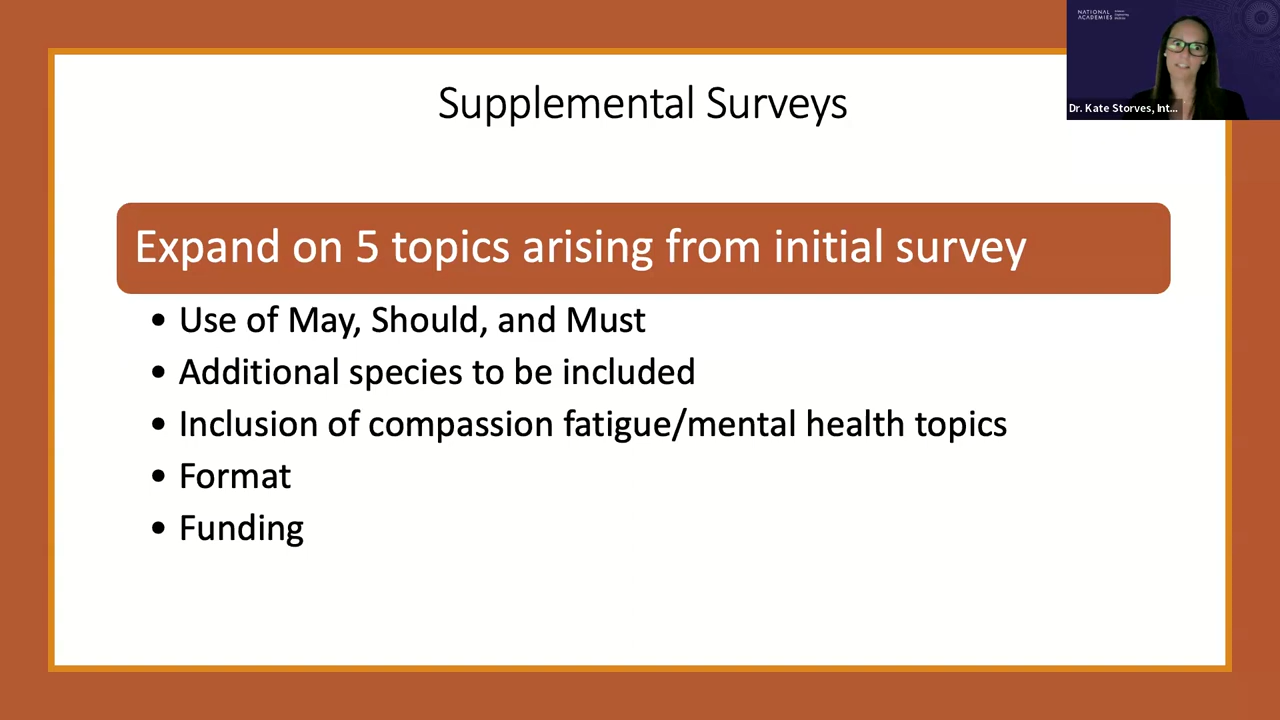 NATIONAL
ACADEMIES
Dr. Kate Storves, Int...
Supplemental Surveys
Expand on 5 topics arising from initial survey
• Use of May, Should, and Must
• Additional species to be included
• Inclusion of compassion fatigue/mental health topics
• Format
• Funding